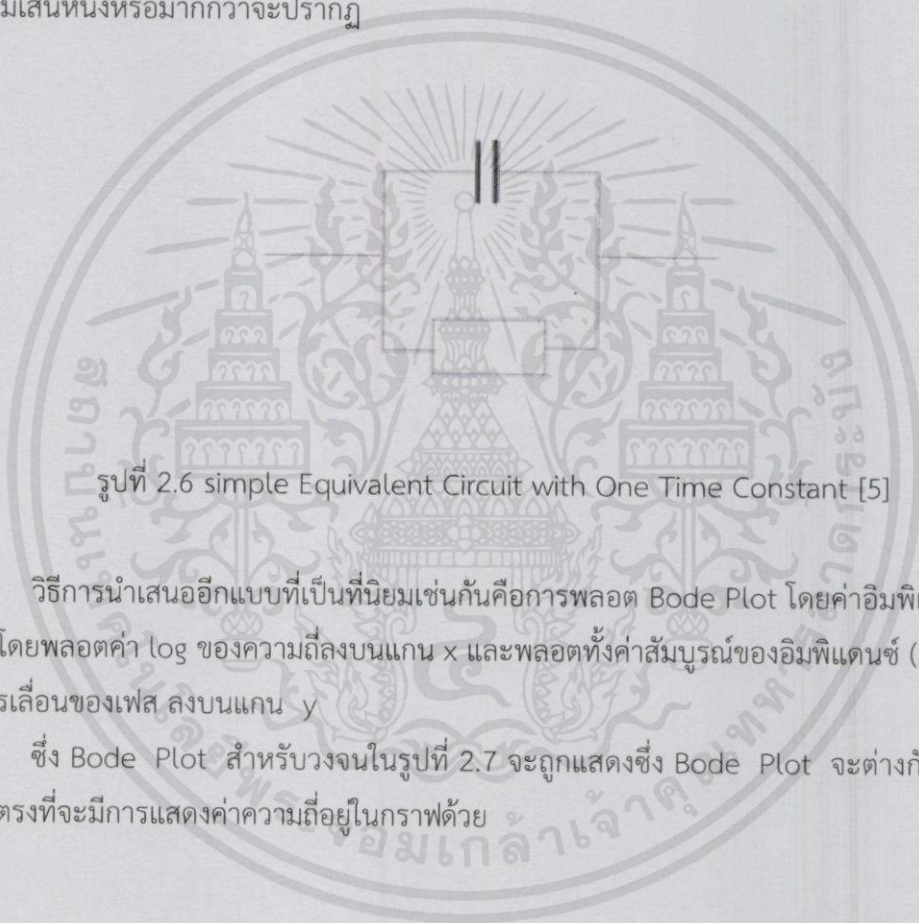 มเส้นหนึ่งหรือมากกว่าจะปรากฏ
รูปที่ 2.6 simple Equivalent Circuit with One Time Constant [5]
วิธีการนำเสนออีกแบบที่เป็นที่นิยมเช่นกันคือการพลอต Bode Plot โดยค่าอิมพิเ
โดยพลอตค่า log ของความถี่ลงบนแกน x และพลอตทั้งค่าสัมบูรณ์ของอิมพิแดนซ์ (
รเลื่อนของเฟส ลงบนแกน y
ซึ่ง Bode Plot สำหรับวงจนในรูปที่ 2.7 จะถูกแสดงซึ่ง Bode Plot จะต่างกั
ตรงที่จะมีการแสดงค่าความถี่อยู่ในกราฟด้วย